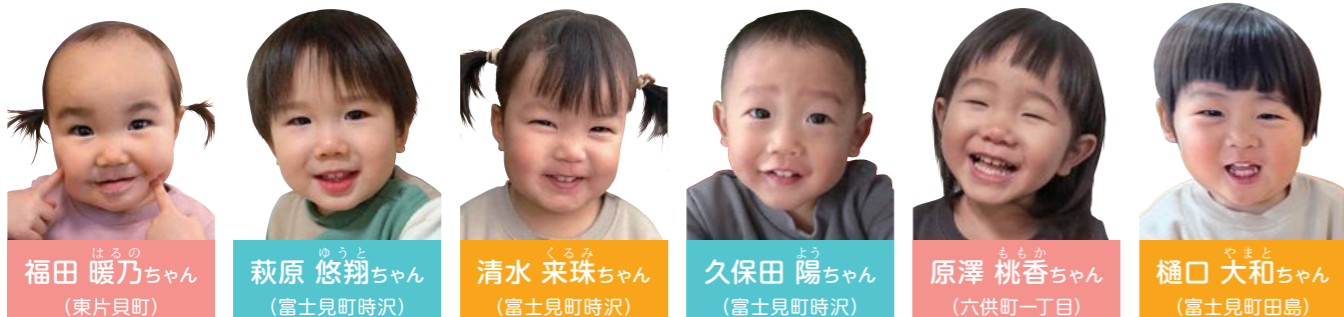 はるの
福田 暖乃ちゃん
（東片貝町）
ゆうと
萩原 悠翔ちゃん
（富士見町時沢）
くるみ
清水 来珠ちゃん
（富士見町時沢）
よう
久保田 陽ちゃん
（富士見町時沢）
ももか
原澤 桃香ちゃん
（六供町一丁目）
やまと
樋口 大和ちゃん
（富士見町田島）